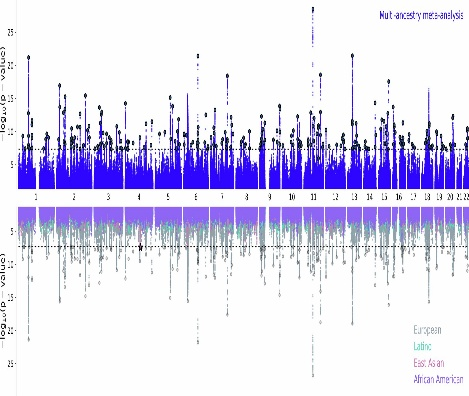 Multi-ancestry meta-analysis
−log₁₀(p − value)
25
20
15
10
5
1 2 3 4 5 6 7 8 9 10 11 12 13 14 15 16 17 18 19 20 21 22
−log₁₀(p − value)
5
10
15
20
25
European
Latino
East Asian
African American